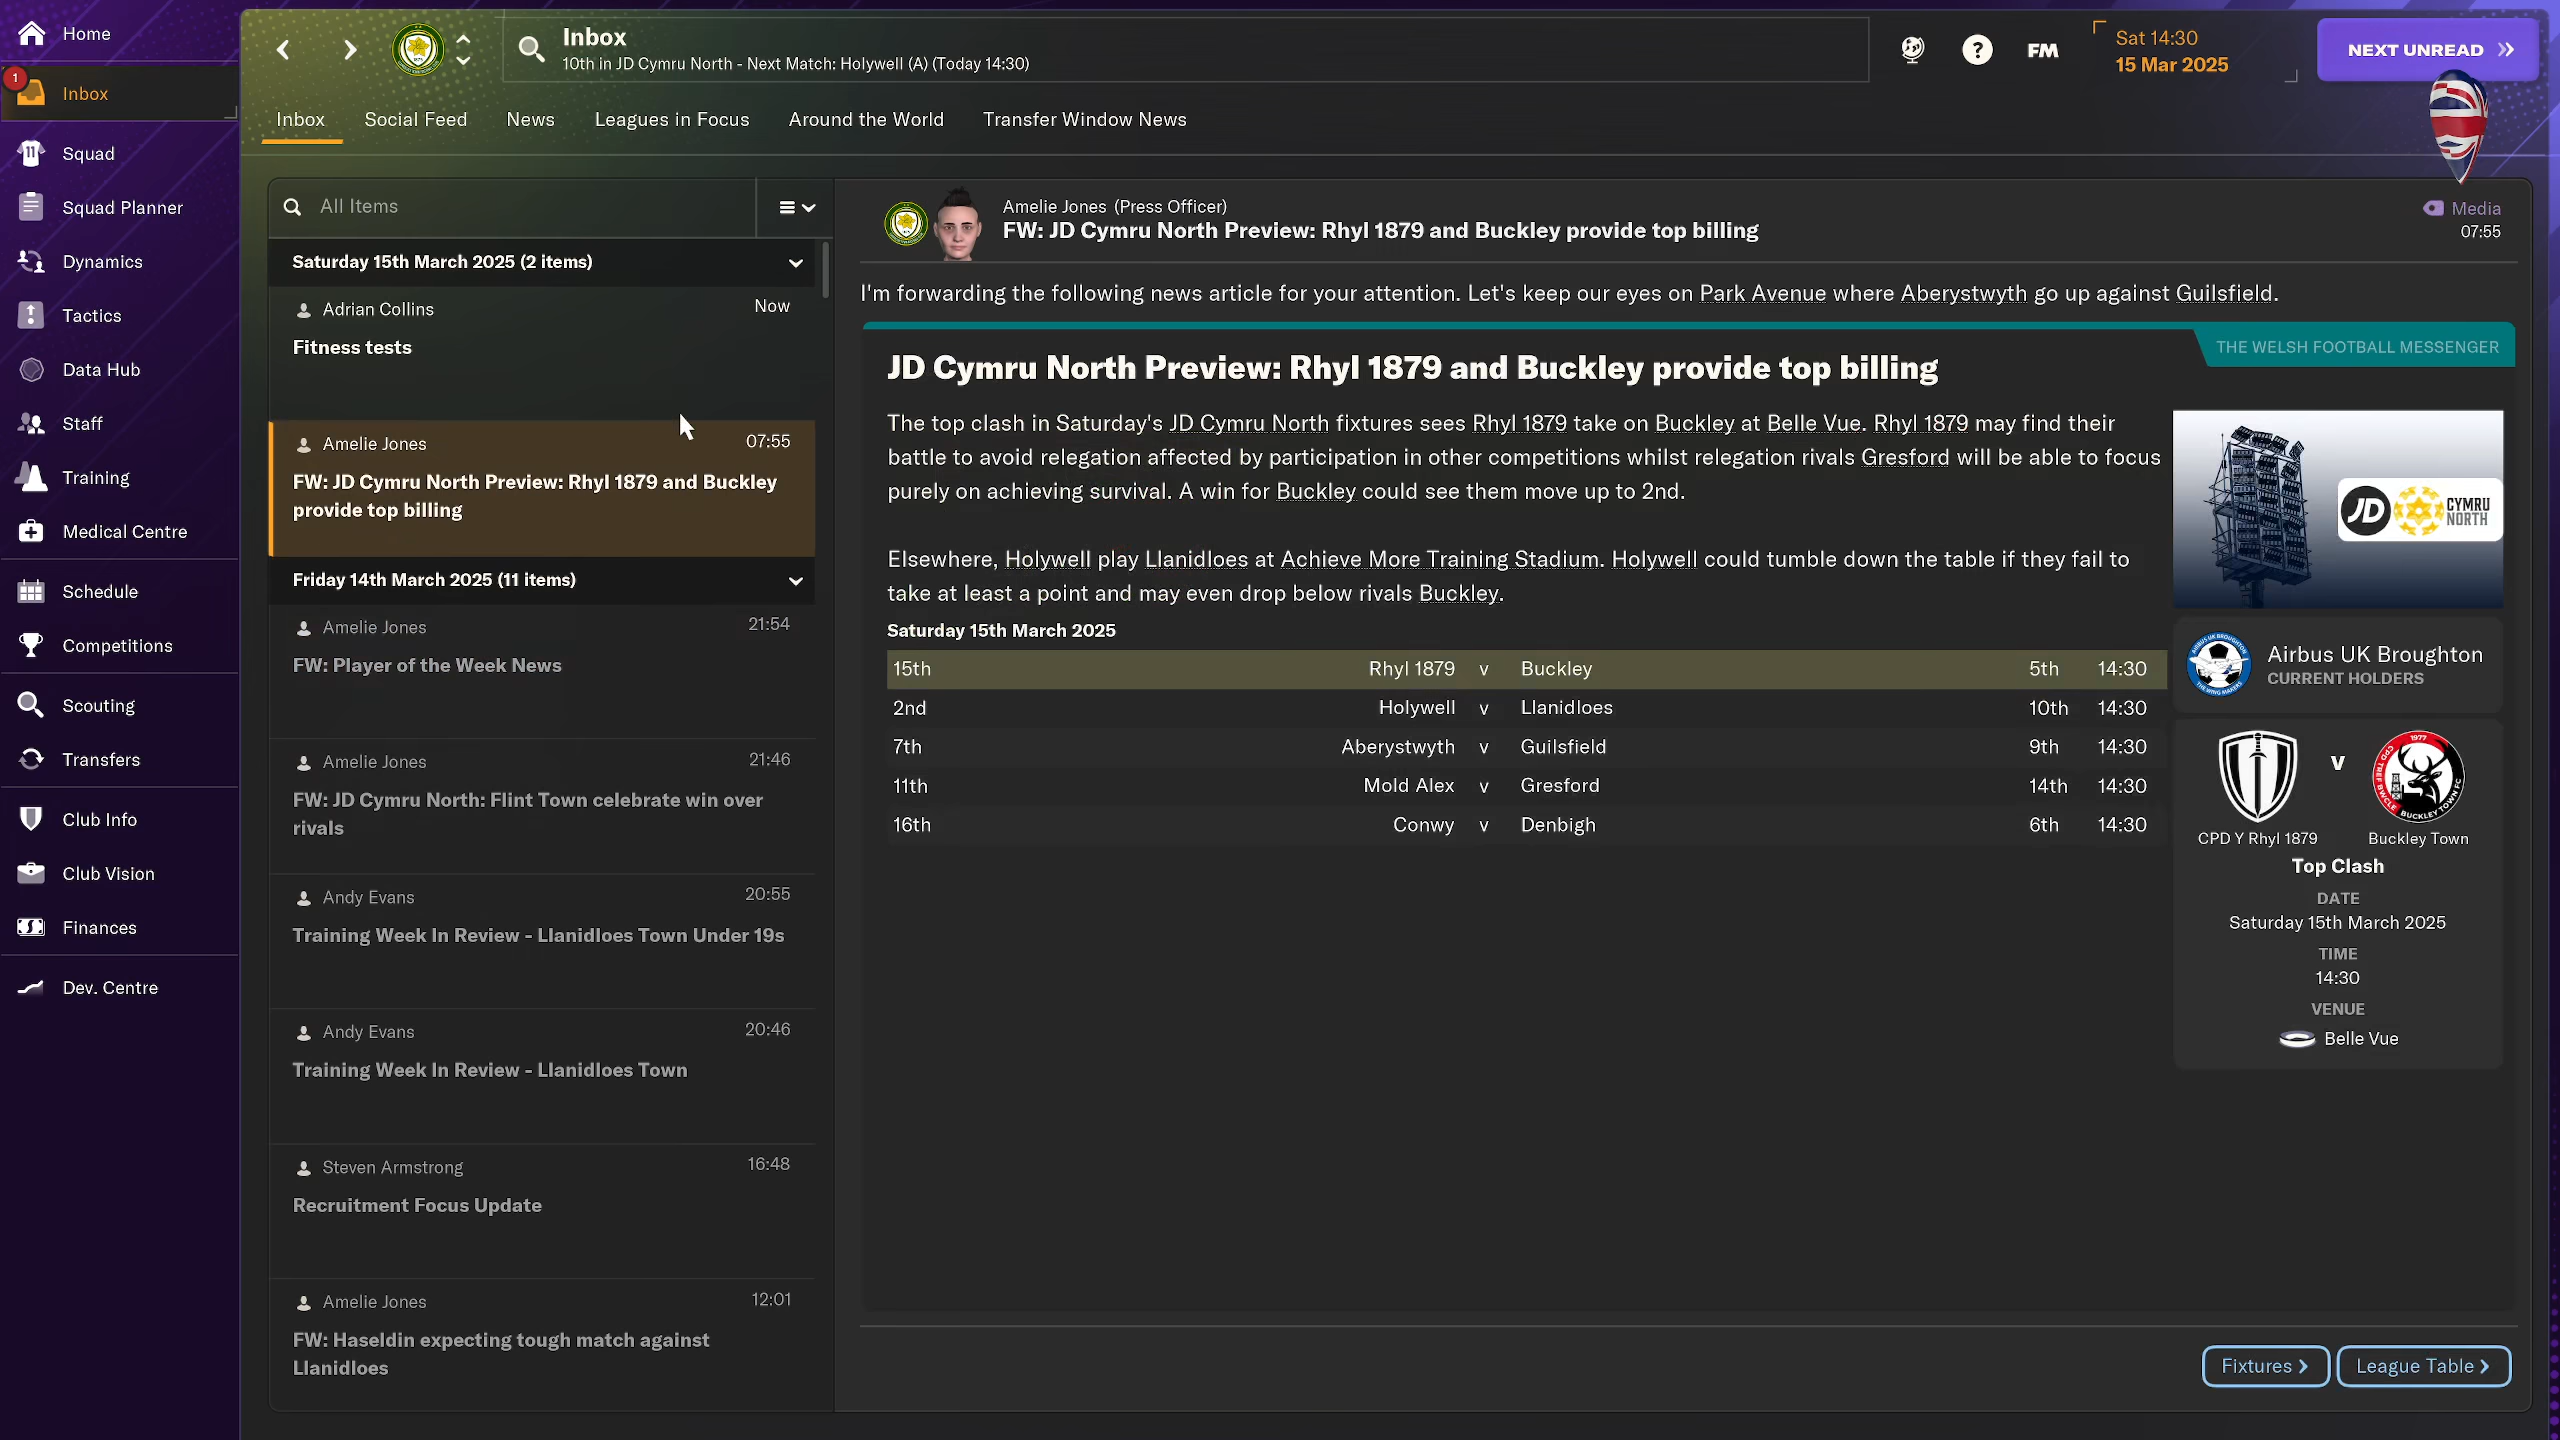 Home
Inbox
1
Squad
Squad Planner
Dynamics
Tactics
Data Hub
Staff
Training
Medical Centre
Schedule
Competitions
Scouting
Transfers
Club Info
Club Vision
Finances
Dev. Centre
Inbox
10th in JD Cymru North - Next Match: Holywell (A) (Today 14:30)
FM
Sat 14:30
15 Mar 2025
NEXT UNREAD
Inbox Social Feed News Leagues in Focus Around the World Transfer Window News
All Items
Saturday 15th March 2025 (2 items)
Adrian Collins Now
Fitness tests
Amelie Jones 07:55
FW: JD Cymru North Preview: Rhyl 1879 and Buckley
provide top billing
Friday 14th March 2025 (11 items)
Amelie Jones 21:54
FW: Player of the Week News
Amelie Jones 21:46
FW: JD Cymru North: Flint Town celebrate win over
rivals
Andy Evans 20:55
Training Week In Review - Llanidloes Town Under 19s
Andy Evans 20:46
Training Week In Review - Llanidloes Town
Steven Armstrong 16:48
Recruitment Focus Update
Amelie Jones 12:01
FW: Haseldin expecting tough match against
Llanidloes
Amelie Jones (Press Officer)
FW: JD Cymru North Preview: Rhyl 1879 and Buckley provide top billing
Media
07:55
I'm forwarding the following news article for your attention. Let's keep our eyes on Park Avenue where Aberystwyth go up against Guilsfield.
THE WELSH FOOTBALL MESSENGER
JD Cymru North Preview: Rhyl 1879 and Buckley provide top billing
The top clash in Saturday's JD Cymru North fixtures sees Rhyl 1879 take on Buckley at Belle Vue. Rhyl 1879 may find their
battle to avoid relegation affected by participation in other competitions whilst relegation rivals Gresford will be able to focus
purely on achieving survival. A win for Buckley could see them move up to 2nd.
Elsewhere, Holywell play Llanidloes at Achieve More Training Stadium. Holywell could tumble down the table if they fail to
take at least a point and may even drop below rivals Buckley.
Saturday 15th March 2025
15th Rhyl 1879 v Buckley 5th 14:30
2nd Holywell v Llanidloes 10th 14:30
7th Aberystwyth v Guilsfield 9th 14:30
11th Mold Alex v Gresford 14th 14:30
16th Conwy v Denbigh 6th 14:30
JD CYMRU
NORTH
Airbus UK Broughton
CURRENT HOLDERS
v
CPD Y Rhyl 1879 Buckley Town
Top Clash
DATE
Saturday 15th March 2025
TIME
14:30
VENUE
Belle Vue
Fixtures
League Table